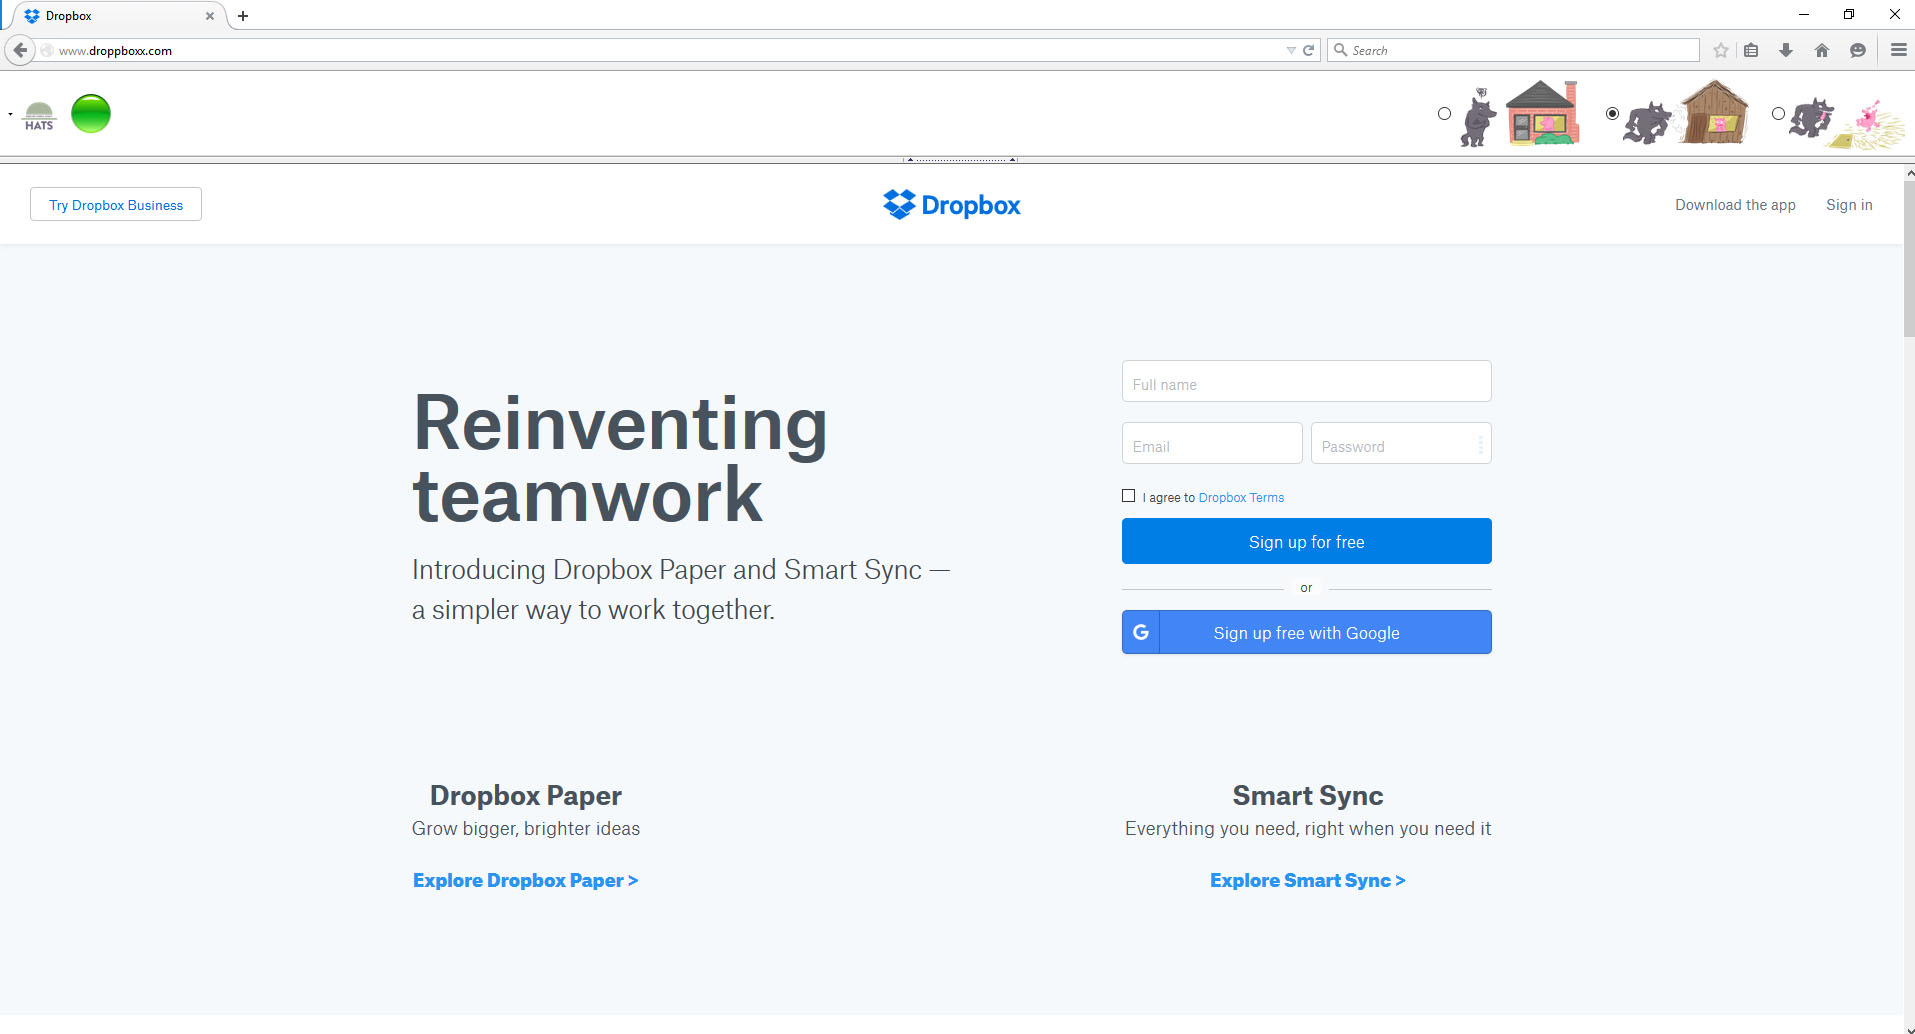 Dropbox
www.droppboxx.com
Search
HATS
Try Dropbox Business
Dropbox
Download the app
Sign in
Reinventing
teamwork
Introducing Dropbox Paper and Smart Sync —
a simpler way to work together.
Full name
Email
Password
I agree to Dropbox Terms
Sign up for free
or
G
Sign up free with Google
Dropbox Paper
Grow bigger, brighter ideas
Explore Dropbox Paper >
Smart Sync
Everything you need, right when you need it
Explore Smart Sync >